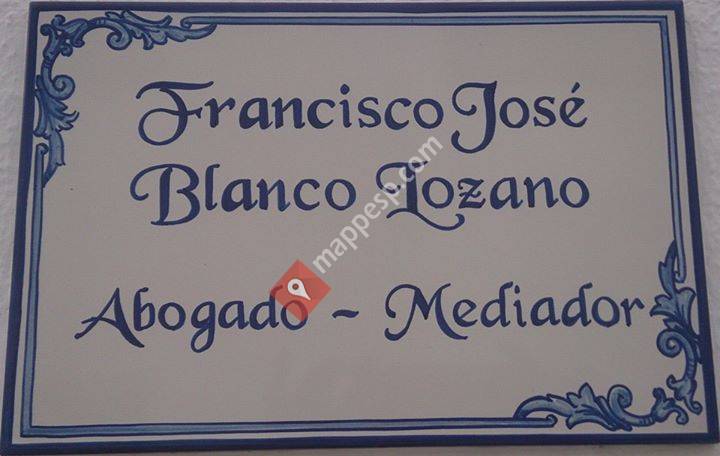 Francisco José
Blanco Lozano
Abogado ~ Mediador
mappesp.com